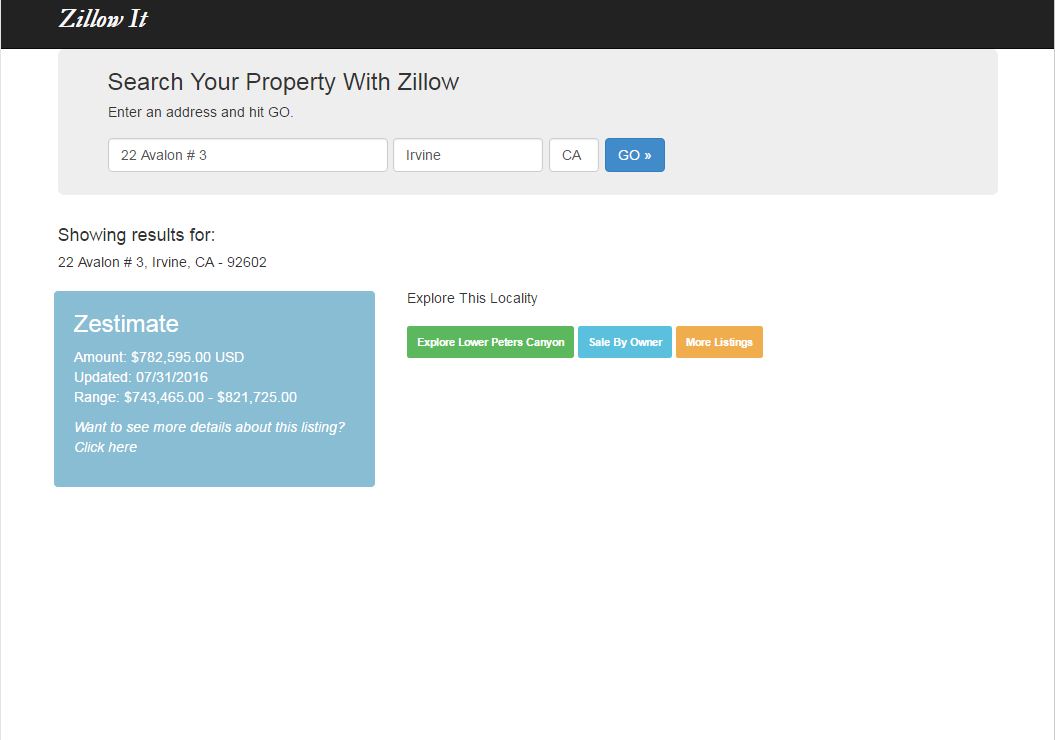 Zillow It
Search Your Property With Zillow
Enter an address and hit GO.
22 Avalon # 3
Irvine
CA
GO »
Showing results for:
22 Avalon # 3, Irvine, CA - 92602
Zestimate
Amount: $782,595.00 USD
Updated: 07/31/2016
Range: $743,465.00 - $821,725.00
Want to see more details about this listing?
Click here
Explore This Locality
Explore Lower Peters Canyon
Sale By Owner
More Listings